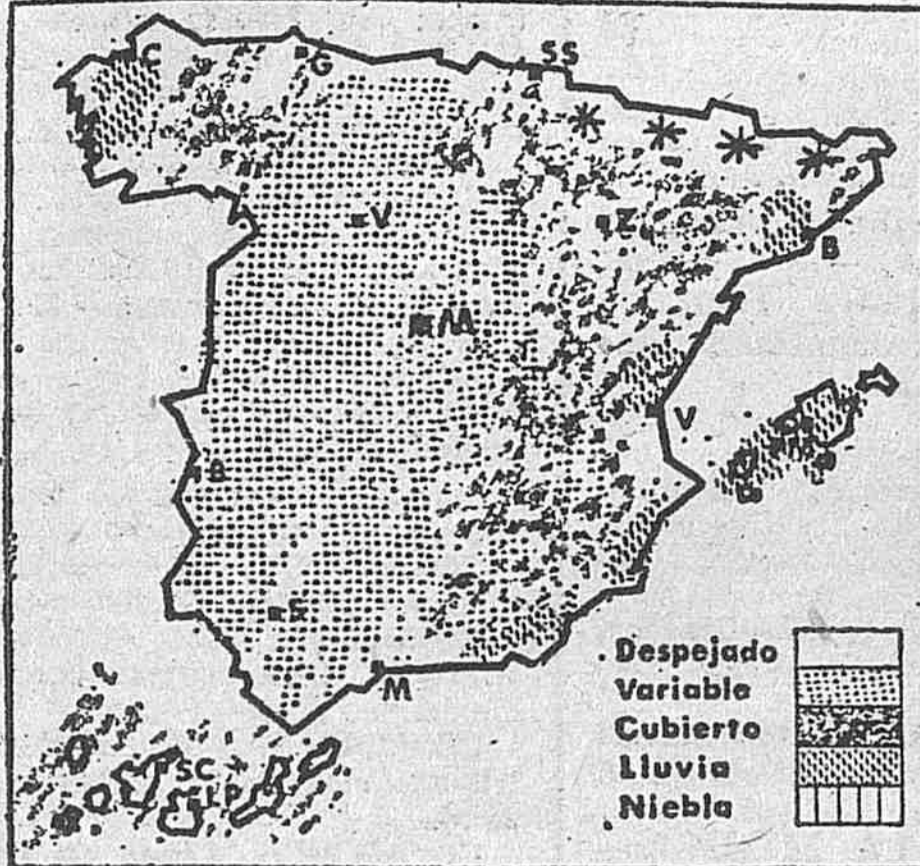 C
G
SS
V
Z
B
M
V
B
S
M
SC
LP
Despejado
Variable
Cubierto
Lluvia
Niebla